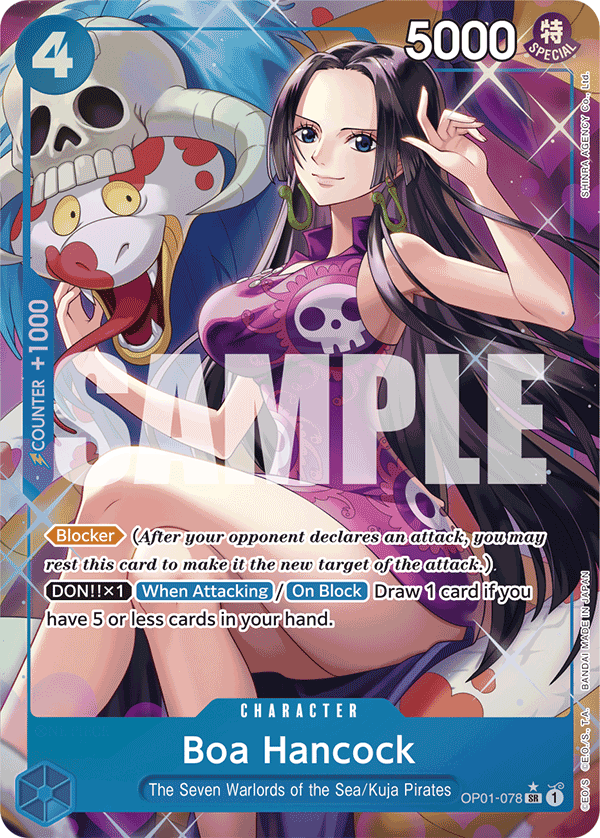 4
5000
特
SPECIAL
SHINRA AGENCY Co., Ltd.
COUNTER +1000
SAMPLE
Blocker (After your opponent declares an attack, you may
rest this card to make it the new target of the attack.)
DON!!×1 When Attacking / On Block Draw 1 card if you
have 5 or less cards in your hand.
BANDAI MADE IN JAPAN
©E.O./S., T.A.
©ED/S
CHARACTER
Boa Hancock
The Seven Warlords of the Sea/Kuja Pirates
OP01-078 SR ★ 1